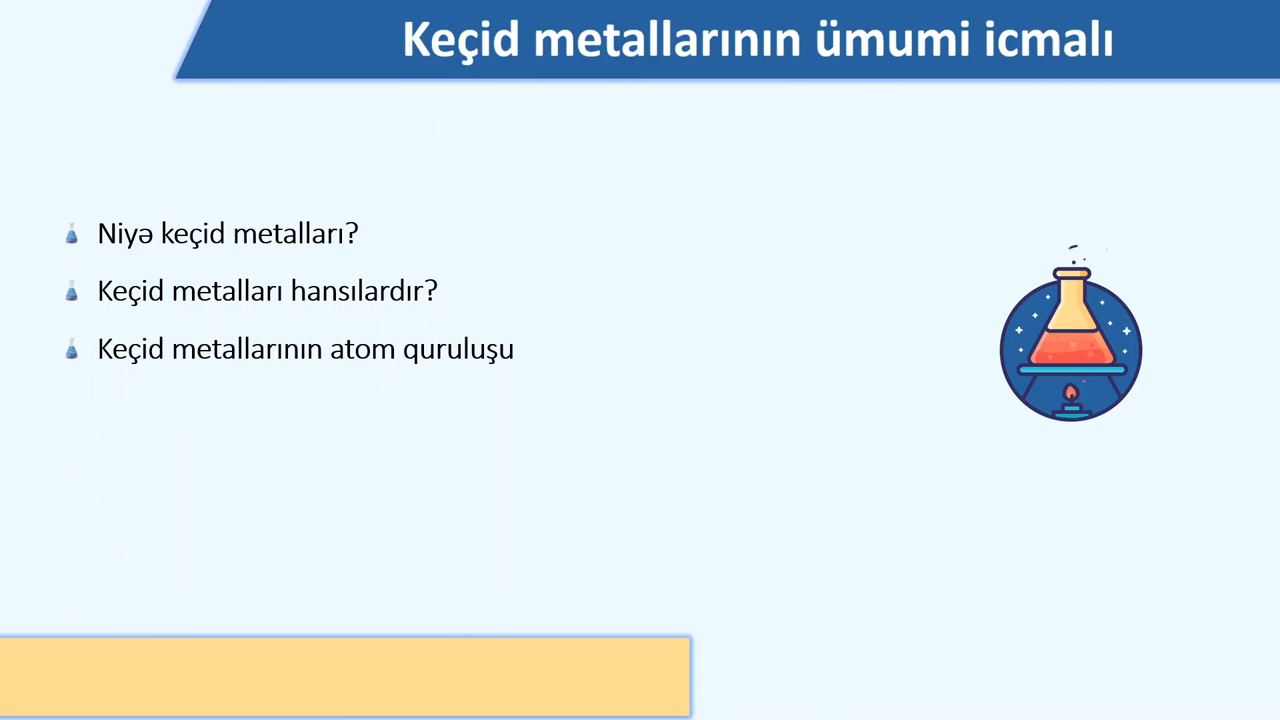 Keçid metallarının ümumi icmalı
Niyə keçid metalları?
Keçid metalları hansılardır?
Keçid metallarının atom quruluşu